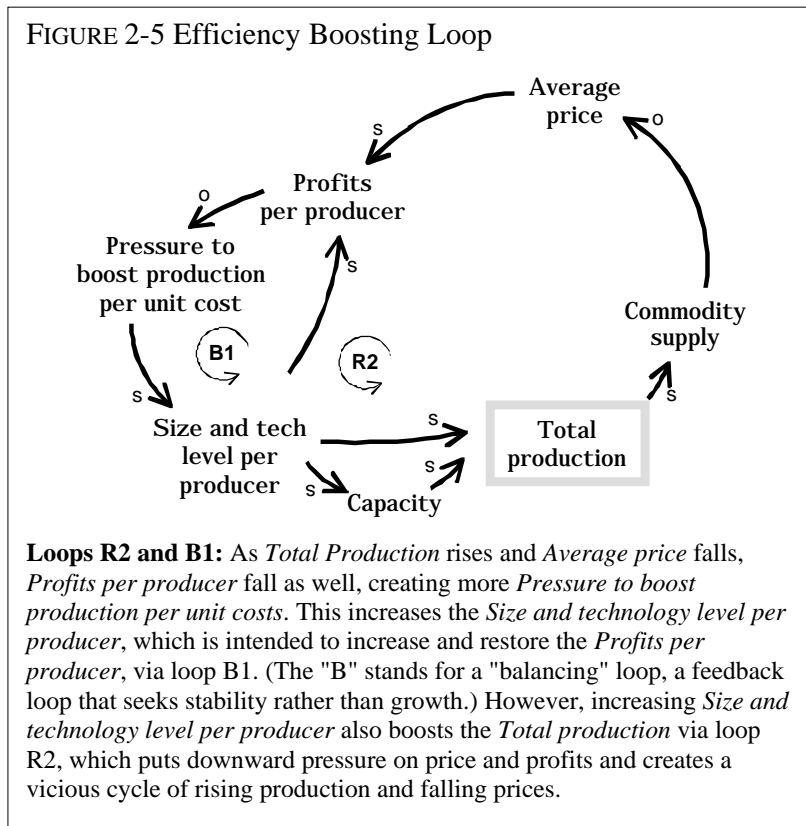 FIGURE 2-5 Efficiency Boosting Loop
Average
price
s
o
Profits
per producer
o
Pressure to
boost production
per unit cost
s
Commodity
supply
B1
R2
s
s
Size and tech
level per
producer
s
Total
production
s
s
Capacity
Loops R2 and B1: As Total Production rises and Average price falls,
Profits per producer fall as well, creating more Pressure to boost
production per unit costs. This increases the Size and technology level per
producer, which is intended to increase and restore the Profits per
producer, via loop B1. (The "B" stands for a "balancing" loop, a feedback
loop that seeks stability rather than growth.) However, increasing Size and
technology level per producer also boosts the Total production via loop
R2, which puts downward pressure on price and profits and creates a
vicious cycle of rising production and falling prices.